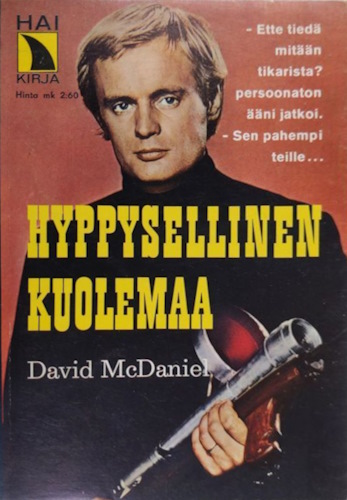 HAI
KIRJA
Hinta mk 2:60
- Ette tiedä
mitään
tikarista?
persoonaton
ääni jatkoi.
- Sen pahempi
teille...
HYPPYSELLINEN
KUOLEMAA
David McDaniel